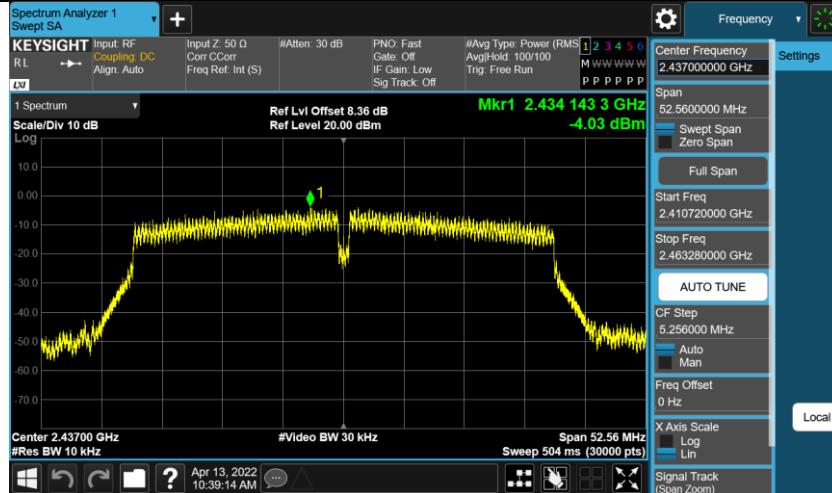 Spectrum Analyzer 1
Swept SA
+
Frequency
KEYSIGHT
RL
LXI
Input: RF
Coupling: DC
Align: Auto
Input Z: 50 Ω
Corr CCorr
Freq Ref: Int (S)
#Atten: 30 dB
PNO: Fast
Gate: Off
IF Gain: Low
Sig Track: Off
#Avg Type: Power (RMS
Avg|Hold: 100/100
Trig: Free Run
1 2 3 4 5 6
M W W W W W
P P P P P P
Center Frequency
2.437000000 GHz
Settings
Span
52.5600000 MHz
Swept Span
Zero Span
Full Span
Start Freq
2.410720000 GHz
Stop Freq
2.463280000 GHz
AUTO TUNE
CF Step
5.256000 MHz
Auto
Man
Freq Offset
0 Hz
X Axis Scale
Log
Lin
Signal Track
(Span Zoom)
Local
1 Spectrum
Scale/Div 10 dB
Log
Ref Lvl Offset 8.36 dB
Ref Level 20.00 dBm
Mkr1 2.434 143 3 GHz
-4.03 dBm
1
10.0
0.00
-10.0
-20.0
-30.0
-40.0
-50.0
-60.0
-70.0
Center 2.43700 GHz
#Res BW 10 kHz
#Video BW 30 kHz
Span 52.56 MHz
Sweep 504 ms (30000 pts)
?
Apr 13, 2022
10:39:14 AM